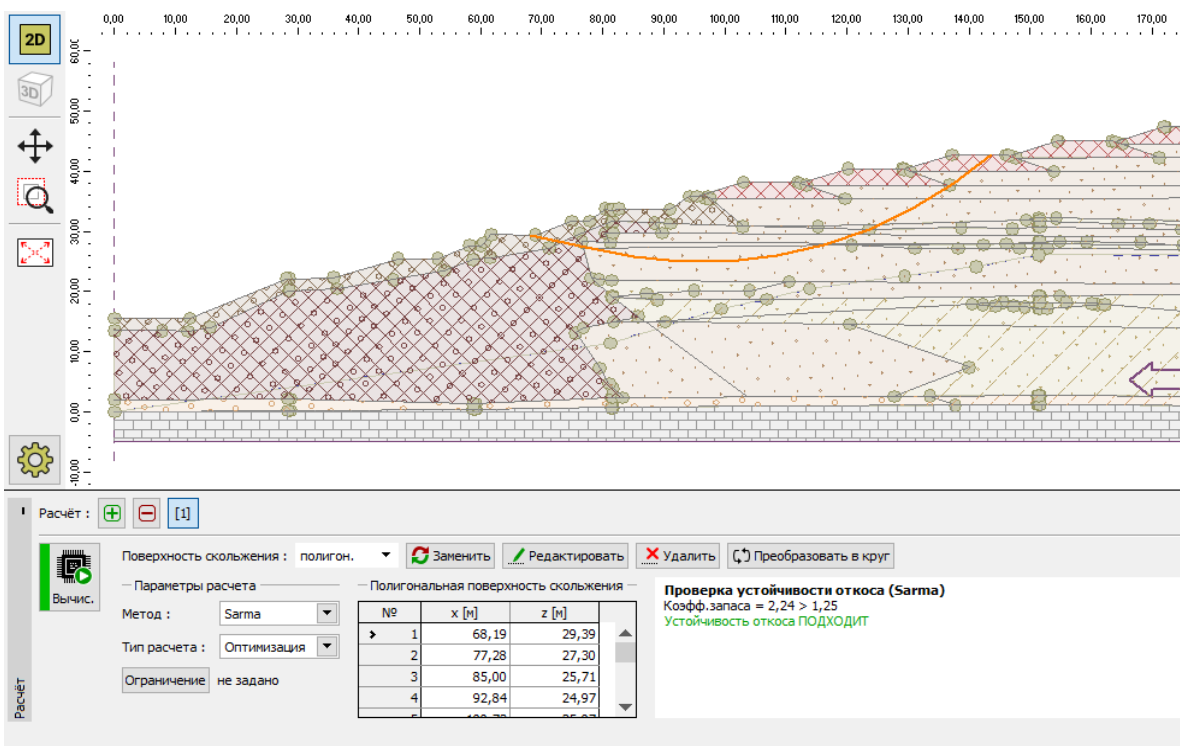 0,00 10,00 20,00 30,00 40,00 50,00 60,00 70,00 80,00 90,00 100,00 110,00 120,00 130,00 140,00 150,00 160,00 170,00
2D
3D
50,00
40,00
30,00
20,00
10,00
0,00
-10,00
Расчёт : [1]
Вычис.
Поверхность скольжения : полигон. Заменить Редактировать Удалить Преобразовать в круг
Параметры расчета
Метод : Sarma
Тип расчета : Оптимизация
Ограничение не задано
Полигональная поверхность скольжения
№ x [м] z [м]
1 68,19 29,39
2 77,28 27,30
3 85,00 25,71
4 92,84 24,97
Проверка устойчивости откоса (Sarma)
Коэфф.запаса = 2,24 > 1,25
Устойчивость откоса ПОДХОДИТ
Расчёт